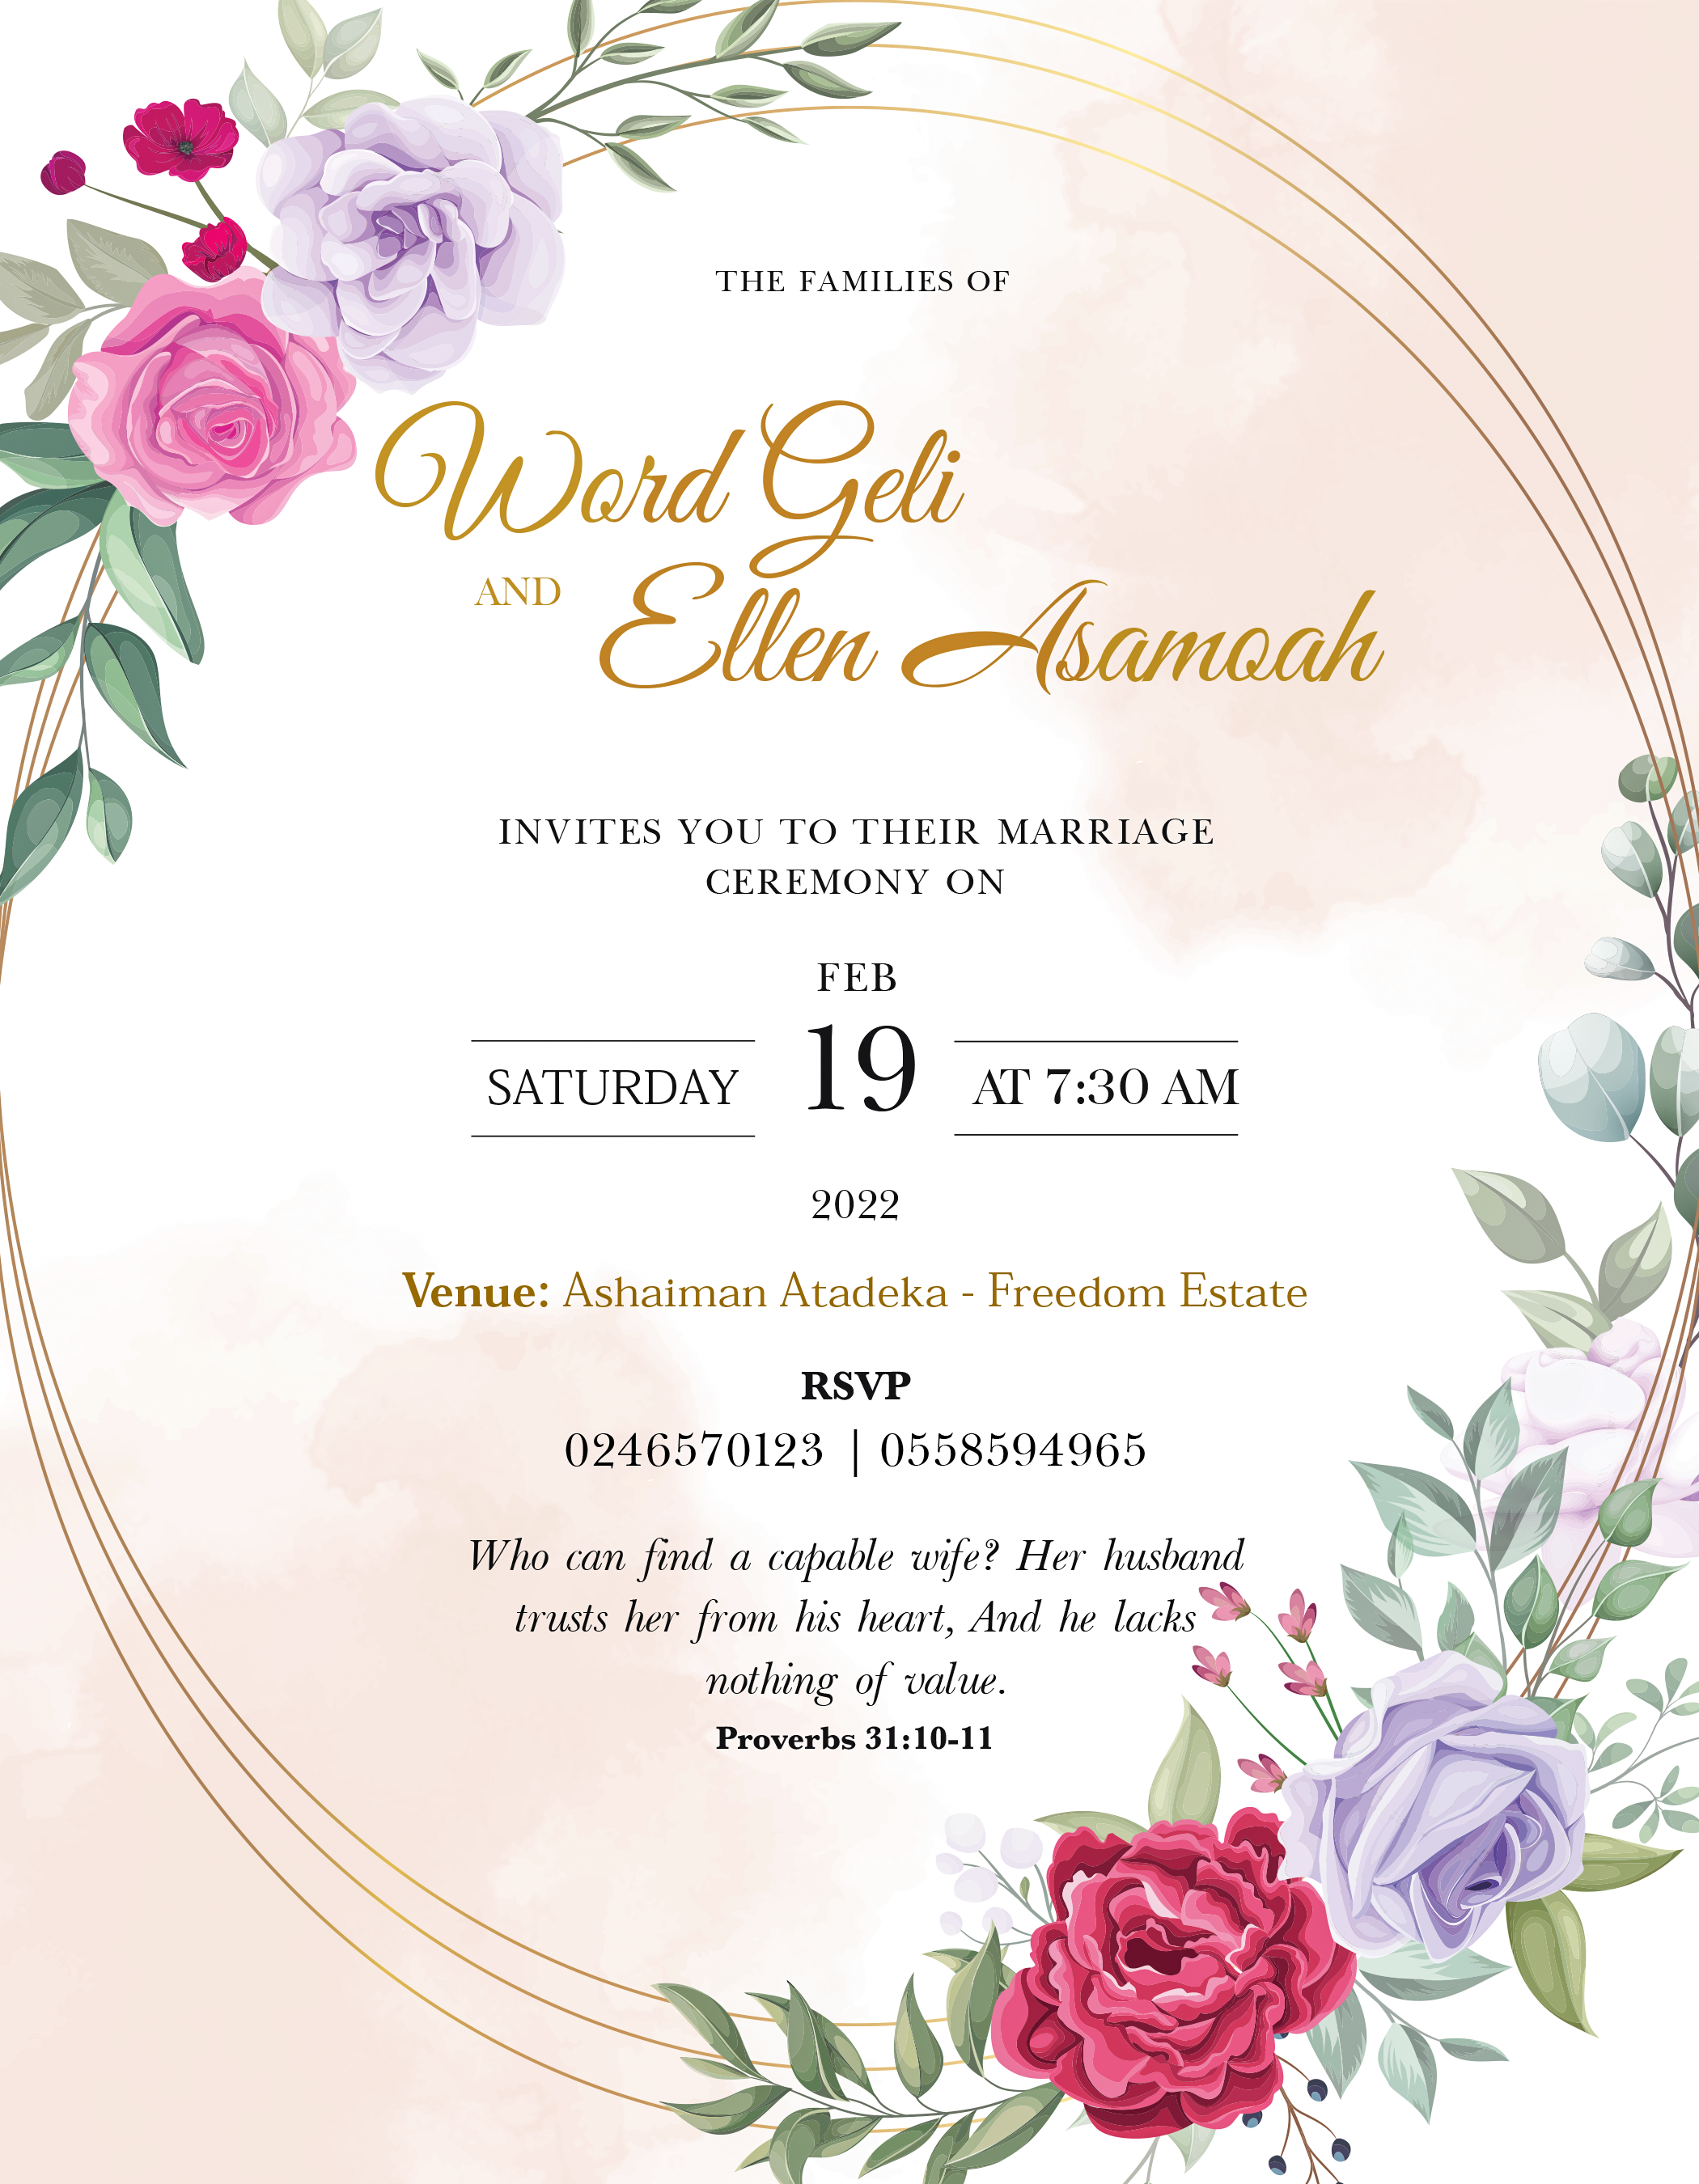 THE FAMILIES OF
Word Geli
AND Ellen Asamoah
INVITES YOU TO THEIR MARRIAGE
CEREMONY ON
FEB
SATURDAY 19 AT 7:30 AM
2022
Venue: Ashaiman Atadeka - Freedom Estate
RSVP
0246570123 | 0558594965
Who can find a capable wife? Her husband
trusts her from his heart, And he lacks
nothing of value.
Proverbs 31:10-11